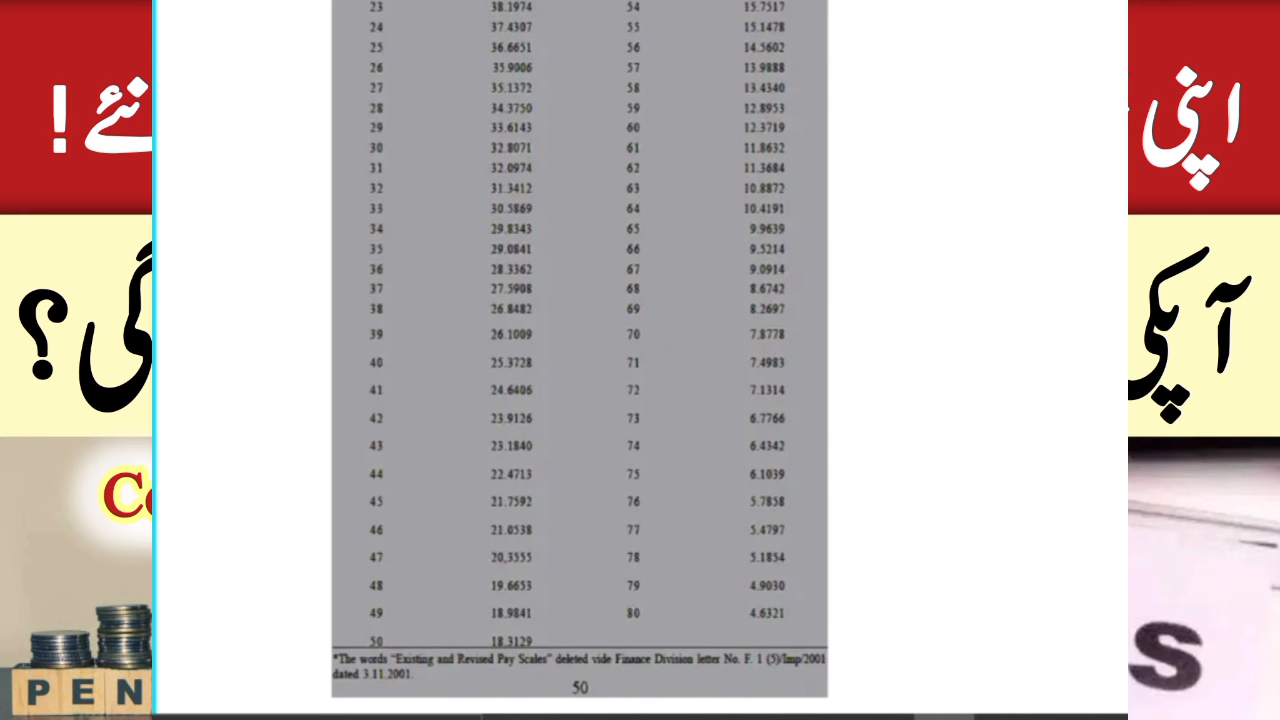 23 38.1974 54 15.7517
24 37.4307 55 15.1478
25 36.6651 56 14.5602
26 35.9006 57 13.9888
27 35.1372 58 13.4340
28 34.3750 59 12.8953
29 33.6143 60 12.3719
30 32.8071 61 11.8632
31 32.0974 62 11.3684
32 31.3412 63 10.8872
33 30.5869 64 10.4191
34 29.8343 65 9.9639
35 29.0841 66 9.5214
36 28.3362 67 9.0914
37 27.5908 68 8.6742
38 26.8482 69 8.2697
39 26.1009 70 7.8778
40 25.3728 71 7.4983
41 24.6406 72 7.1314
42 23.9126 73 6.7766
43 23.1840 74 6.4342
44 22.4713 75 6.1039
45 21.7592 76 5.7858
46 21.0538 77 5.4797
47 20,3555 78 5.1854
48 19.6653 79 4.9030
49 18.9841 80 4.6321
50 18.3129
*The words “Existing and Revised Pay Scales” deleted vide Finance Division letter No. F. 1 (5)/Imp/2001
dated 3.11.2001.
50
اپنی
نئے!
آپکی
گی؟
Co
PEN
S